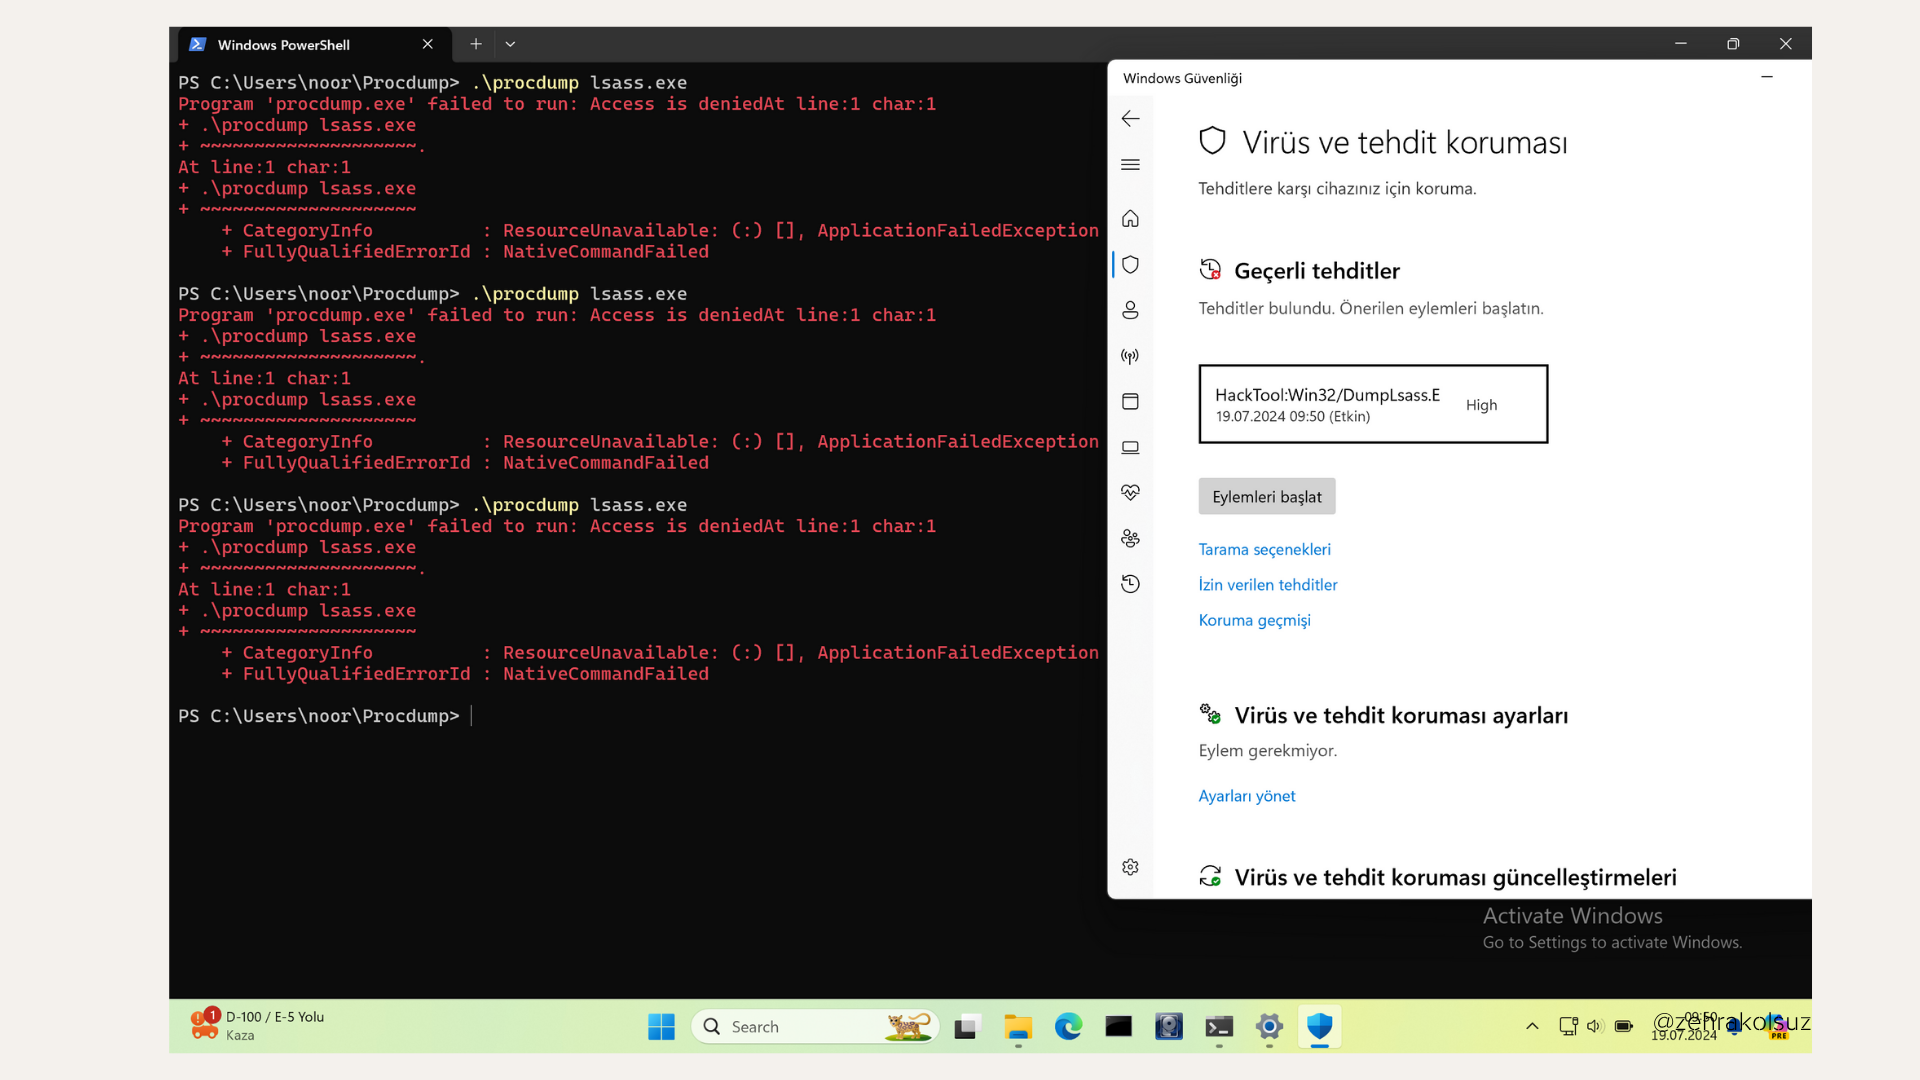 Windows PowerShell
PS C:\Users\noor\Procdump> .\procdump lsass.exe
Program 'procdump.exe' failed to run: Access is deniedAt line:1 char:1
+ .\procdump lsass.exe
+ ~~~~~~~~~~~~~~~~~~~~.
At line:1 char:1
+ .\procdump lsass.exe
+ ~~~~~~~~~~~~~~~~~~~~
    + CategoryInfo          : ResourceUnavailable: (:) [], ApplicationFailedException
    + FullyQualifiedErrorId : NativeCommandFailed
PS C:\Users\noor\Procdump> .\procdump lsass.exe
Program 'procdump.exe' failed to run: Access is deniedAt line:1 char:1
+ .\procdump lsass.exe
+ ~~~~~~~~~~~~~~~~~~~~.
At line:1 char:1
+ .\procdump lsass.exe
+ ~~~~~~~~~~~~~~~~~~~~
    + CategoryInfo          : ResourceUnavailable: (:) [], ApplicationFailedException
    + FullyQualifiedErrorId : NativeCommandFailed
PS C:\Users\noor\Procdump> .\procdump lsass.exe
Program 'procdump.exe' failed to run: Access is deniedAt line:1 char:1
+ .\procdump lsass.exe
+ ~~~~~~~~~~~~~~~~~~~~.
At line:1 char:1
+ .\procdump lsass.exe
+ ~~~~~~~~~~~~~~~~~~~~
    + CategoryInfo          : ResourceUnavailable: (:) [], ApplicationFailedException
    + FullyQualifiedErrorId : NativeCommandFailed
PS C:\Users\noor\Procdump>
Windows Güvenliği
Virüs ve tehdit koruması
Tehditlere karşı cihazınız için koruma.
Geçerli tehditler
Tehditler bulundu. Önerilen eylemleri başlatın.
HackTool:Win32/DumpLsass.E
High
19.07.2024 09:50 (Etkin)
Eylemleri başlat
Tarama seçenekleri
İzin verilen tehditler
Koruma geçmişi
Virüs ve tehdit koruması ayarları
Eylem gerekmiyor.
Ayarları yönet
Virüs ve tehdit koruması güncelleştirmeleri
Activate Windows
Go to Settings to activate Windows.
1
D-100 / E-5 Yolu
Kaza
Search
09:50
19.07.2024
@zehrakolsuz
PRE